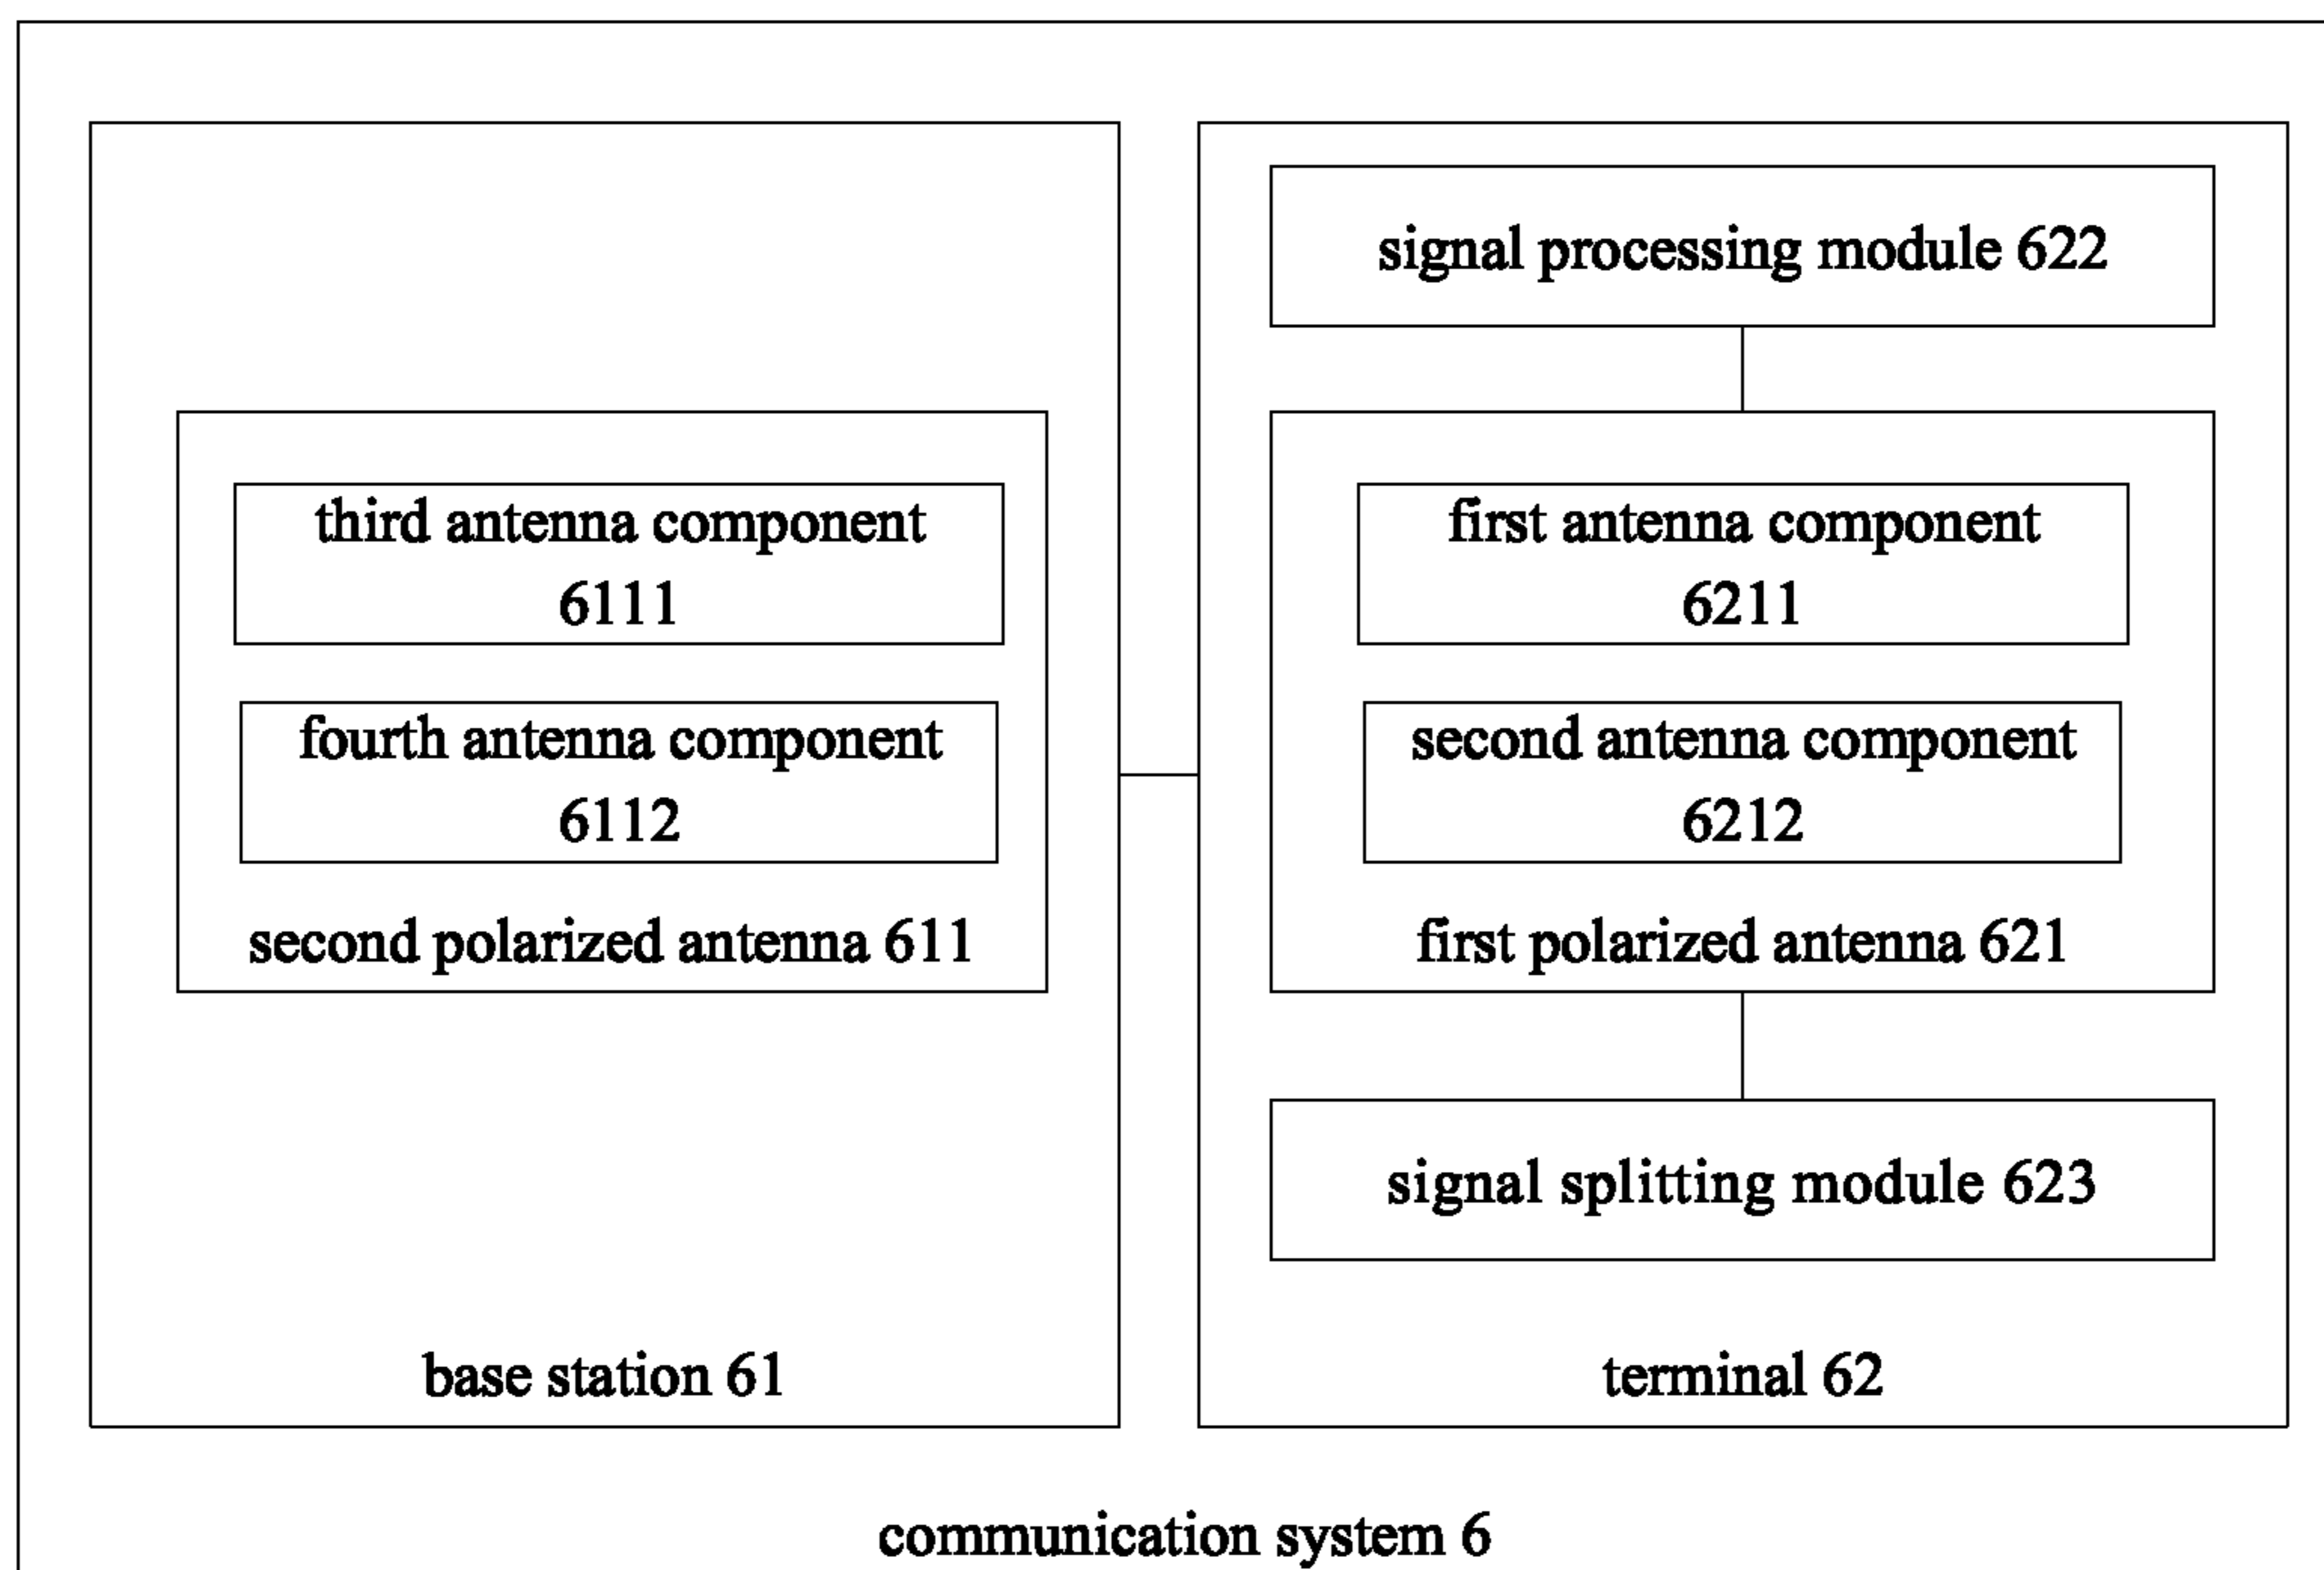 third antenna component
6111
fourth antenna component
6112
second polarized antenna 611
base station 61
signal processing module 622
first antenna component
6211
second antenna component
6212
first polarized antenna 621
signal splitting module 623
terminal 62
communication system 6